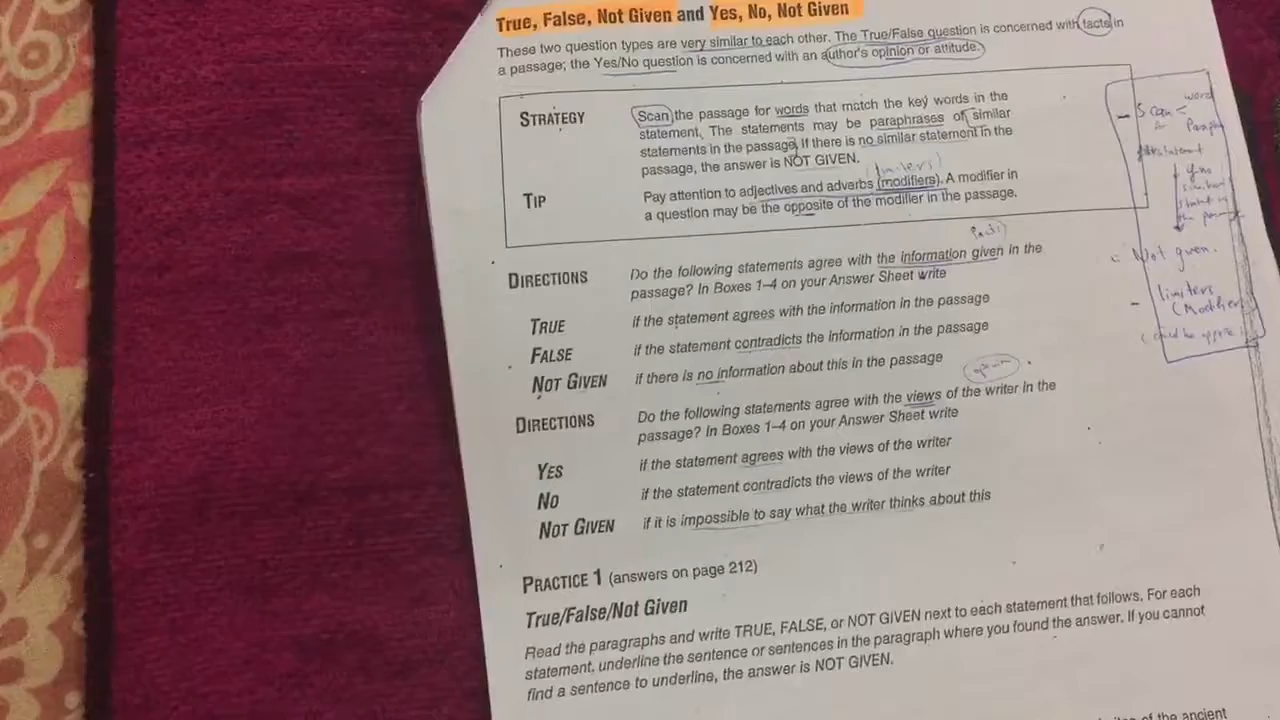 True, False, Not Given and Yes, No, Not Given
These two question types are very similar to each other. The True/False question is concerned with facts in
a passage; the Yes/No question is concerned with an author's opinion or attitude.
STRATEGY
Scan the passage for words that match the key words in the
statement. The statements may be paraphrases of similar
statements in the passage. If there is no similar statement in the
passage, the answer is NOT GIVEN.
(limiters)
TIP
Pay attention to adjectives and adverbs (modifiers). A modifier in
a question may be the opposite of the modifier in the passage.
DIRECTIONS
Do the following statements agree with the information given in the
passage? In Boxes 1–4 on your Answer Sheet write
TRUE
if the statement agrees with the information in the passage
FALSE
if the statement contradicts the information in the passage
NOT GIVEN
if there is no information about this in the passage
opinion
DIRECTIONS
Do the following statements agree with the views of the writer in the
passage? In Boxes 1–4 on your Answer Sheet write
YES
if the statement agrees with the views of the writer
NO
if the statement contradicts the views of the writer
NOT GIVEN
if it is impossible to say what the writer thinks about this
PRACTICE 1 (answers on page 212)
True/False/Not Given
Read the paragraphs and write TRUE, FALSE, or NOT GIVEN next to each statement that follows. For each
statement, underline the sentence or sentences in the paragraph where you found the answer. If you cannot
find a sentence to underline, the answer is NOT GIVEN.
of the ancient
- Scan word
statement
Not given.
- limiters